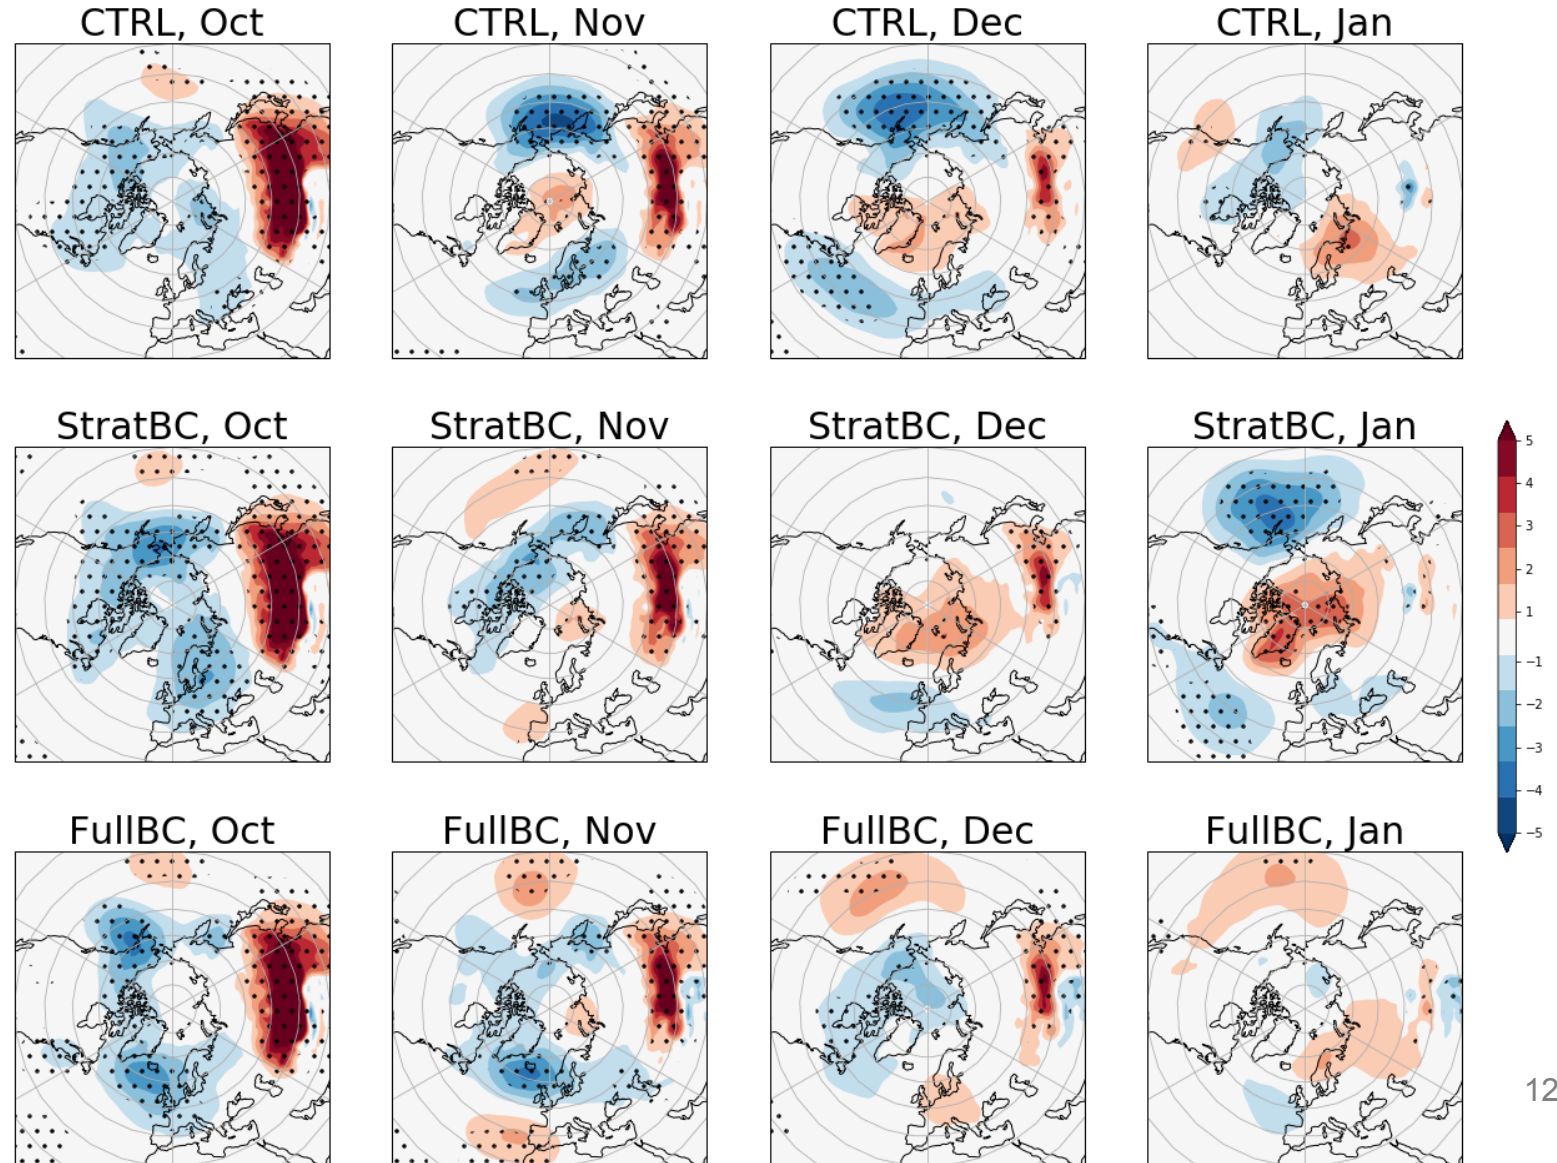 CTRL, Oct
CTRL, Nov
CTRL, Dec
CTRL, Jan
StratBC, Oct
StratBC, Nov
StratBC, Dec
StratBC, Jan
5
4
3
2
1
−1
−2
−3
−4
−5
FullBC, Oct
FullBC, Nov
FullBC, Dec
FullBC, Jan
12